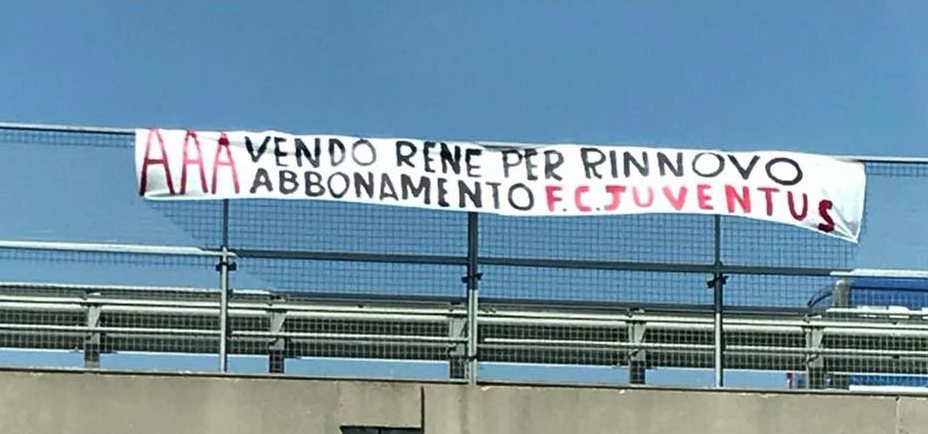 AAA VENDO RENE PER RINNOVO
ABBONAMENTO F.C. JUVENTUS